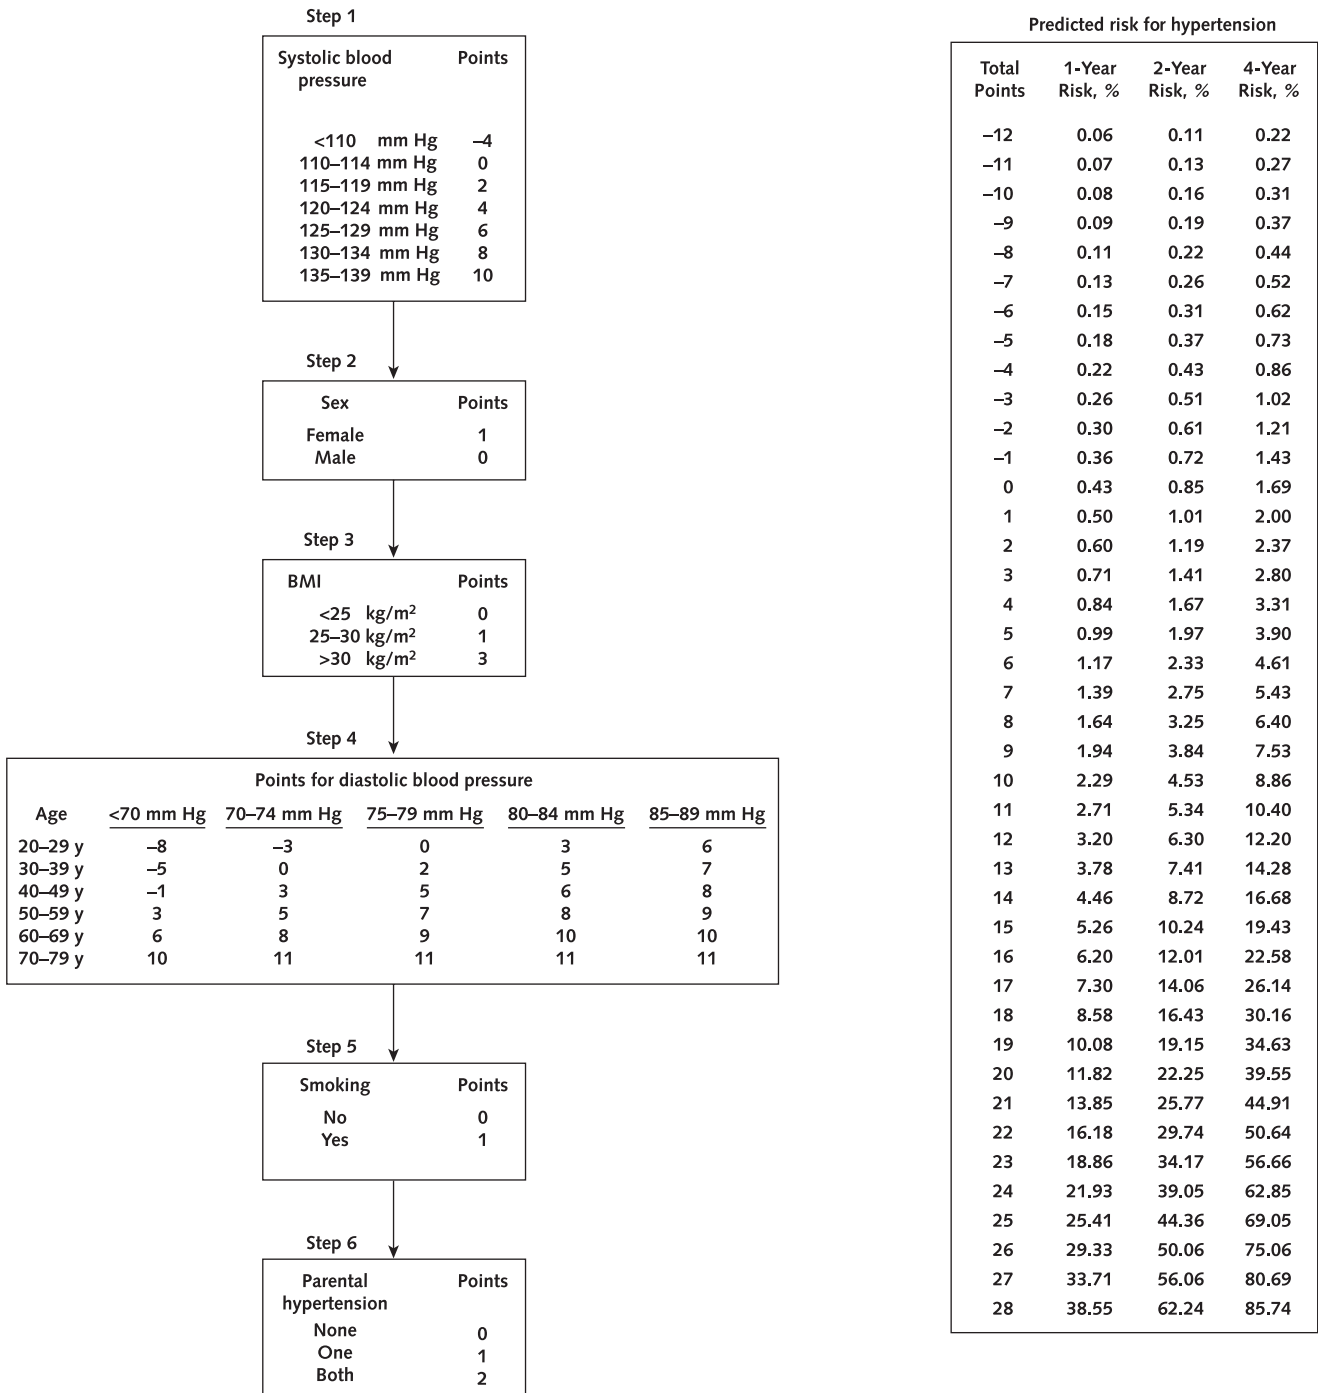 Step 1
Systolic blood Points
pressure
<110 mm Hg –4
110–114 mm Hg 0
115–119 mm Hg 2
120–124 mm Hg 4
125–129 mm Hg 6
130–134 mm Hg 8
135–139 mm Hg 10
Step 2
Sex Points
Female 1
Male 0
Step 3
BMI Points
<25 kg/m² 0
25–30 kg/m² 1
>30 kg/m² 3
Step 4
Points for diastolic blood pressure
Age <70 mm Hg 70–74 mm Hg 75–79 mm Hg 80–84 mm Hg 85–89 mm Hg
20–29 y –8 –3 0 3 6
30–39 y –5 0 2 5 7
40–49 y –1 3 5 6 8
50–59 y 3 5 7 8 9
60–69 y 6 8 9 10 10
70–79 y 10 11 11 11 11
Step 5
Smoking Points
No 0
Yes 1
Step 6
Parental Points
hypertension
None 0
One 1
Both 2
Predicted risk for hypertension
Total 1-Year 2-Year 4-Year
Points Risk, % Risk, % Risk, %
–12 0.06 0.11 0.22
–11 0.07 0.13 0.27
–10 0.08 0.16 0.31
–9 0.09 0.19 0.37
–8 0.11 0.22 0.44
–7 0.13 0.26 0.52
–6 0.15 0.31 0.62
–5 0.18 0.37 0.73
–4 0.22 0.43 0.86
–3 0.26 0.51 1.02
–2 0.30 0.61 1.21
–1 0.36 0.72 1.43
0 0.43 0.85 1.69
1 0.50 1.01 2.00
2 0.60 1.19 2.37
3 0.71 1.41 2.80
4 0.84 1.67 3.31
5 0.99 1.97 3.90
6 1.17 2.33 4.61
7 1.39 2.75 5.43
8 1.64 3.25 6.40
9 1.94 3.84 7.53
10 2.29 4.53 8.86
11 2.71 5.34 10.40
12 3.20 6.30 12.20
13 3.78 7.41 14.28
14 4.46 8.72 16.68
15 5.26 10.24 19.43
16 6.20 12.01 22.58
17 7.30 14.06 26.14
18 8.58 16.43 30.16
19 10.08 19.15 34.63
20 11.82 22.25 39.55
21 13.85 25.77 44.91
22 16.18 29.74 50.64
23 18.86 34.17 56.66
24 21.93 39.05 62.85
25 25.41 44.36 69.05
26 29.33 50.06 75.06
27 33.71 56.06 80.69
28 38.55 62.24 85.74